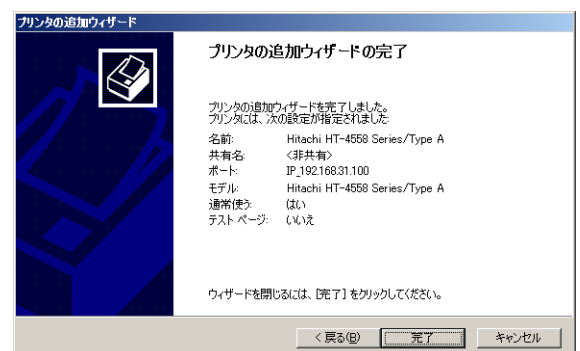 プリンタの追加ウィザード
プリンタの追加ウィザードの完了
プリンタの追加ウィザードを完了しました。
プリンタには、次の設定が指定されました:
名前: Hitachi HT-4558 Series/Type A
共有名: <非共有>
ポート: IP_192.168.31.100
モデル: Hitachi HT-4558 Series/Type A
通常使う: はい
テスト ページ: いいえ
ウィザードを閉じるには、[完了] をクリックしてください。
< 戻る(B) 完了 キャンセル